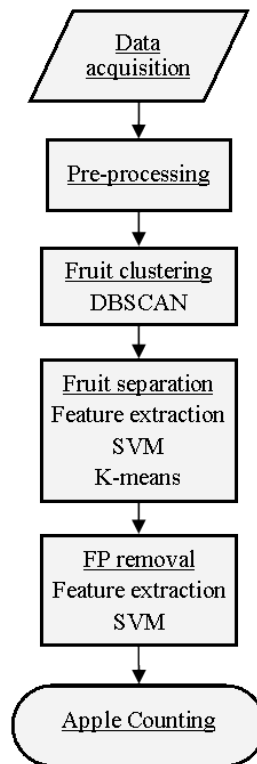 Data
acquisition
Pre-processing
Fruit clustering
DBSCAN
Fruit separation
Feature extraction
SVM
K-means
FP removal
Feature extraction
SVM
Apple Counting